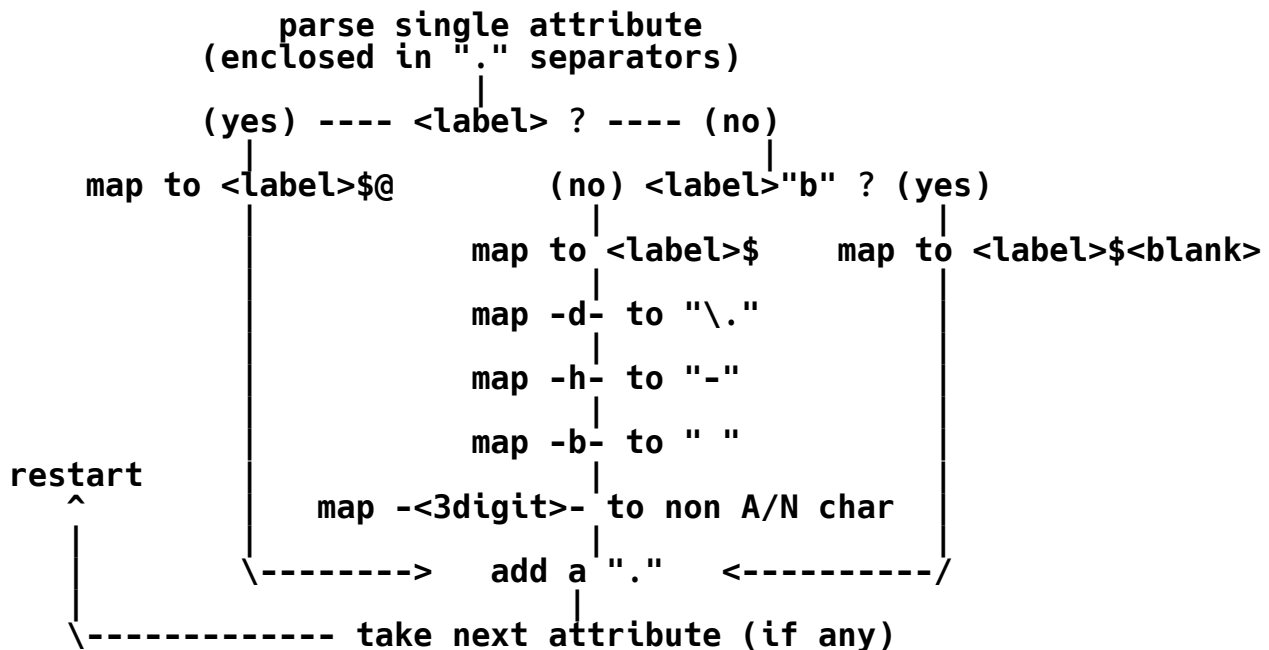 parse single attribute
(enclosed in "." separators)
|
(yes) ---- <label> ? ---- (no)
| |
map to <label>$@ (no) <label>"b" ? (yes)
| | |
| map to <label>$ map to <label>$<blank>
| | |
| map -d- to "\." |
| | |
| map -h- to "-" |
| | |
| map -b- to " " |
restart | | |
^ | map -<3digit>- to non A/N char |
| | | |
| \--------> add a "." <----------/
| |
\------------- take next attribute (if any)